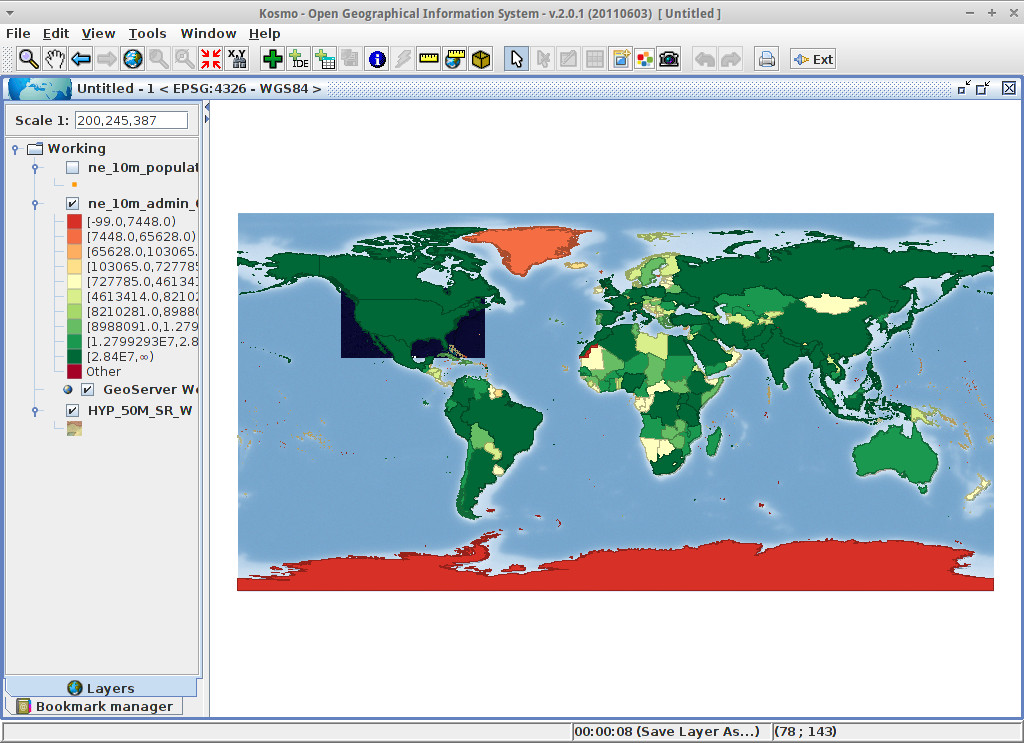 Kosmo - Open Geographical Information System - v.2.0.1 (20110603) [ Untitled ]
File Edit View Tools Window Help
X,Y
IDE
Ext
Untitled - 1 < EPSG:4326 - WGS84 >
Scale 1: 200,245,387
Working
ne_10m_populat
ne_10m_admin_
[-99.0,7448.0)
[7448.0,65628.0)
[65628.0,103065.
[103065.0,727785
[727785.0,461341
[4613414.0,82102
[8210281.0,89880
[8988091.0,1.279
[1.2799293E7,2.8
[2.84E7,∞)
Other
GeoServer We
HYP_50M_SR_W
Layers
Bookmark manager
00:00:08 (Save Layer As...) (78 ; 143)